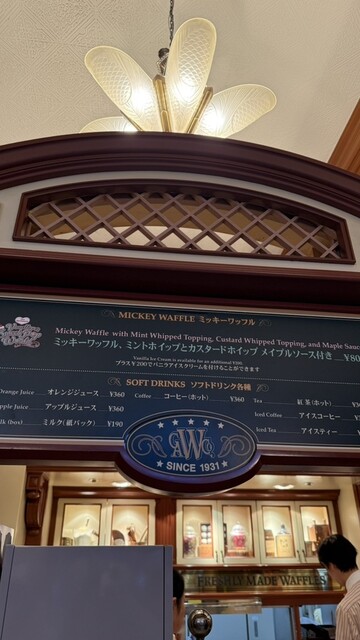 MICKEY WAFFLE ミッキーワッフル
Mickey Waffle with Mint Whipped Topping, Custard Whipped Topping, and Maple Sauce
ミッキーワッフル、ミントホイップとカスタードホイップ メイプルソース付き ¥80
Vanilla Ice Cream is available for an additional ¥200.
プラス¥200でバニラアイスクリームを付けることができます
SOFT DRINKS ソフトドリンク各種
Orange Juice オレンジジュース ¥360 Coffee コーヒー(ホット) ¥360 Tea 紅茶(ホット)
Apple Juice アップルジュース ¥360 Iced Coffee アイスコーヒー
(box) ミルク(紙パック) ¥190 Iced Tea アイスティー
SINCE 1931
FRESHLY MADE WAFFLES